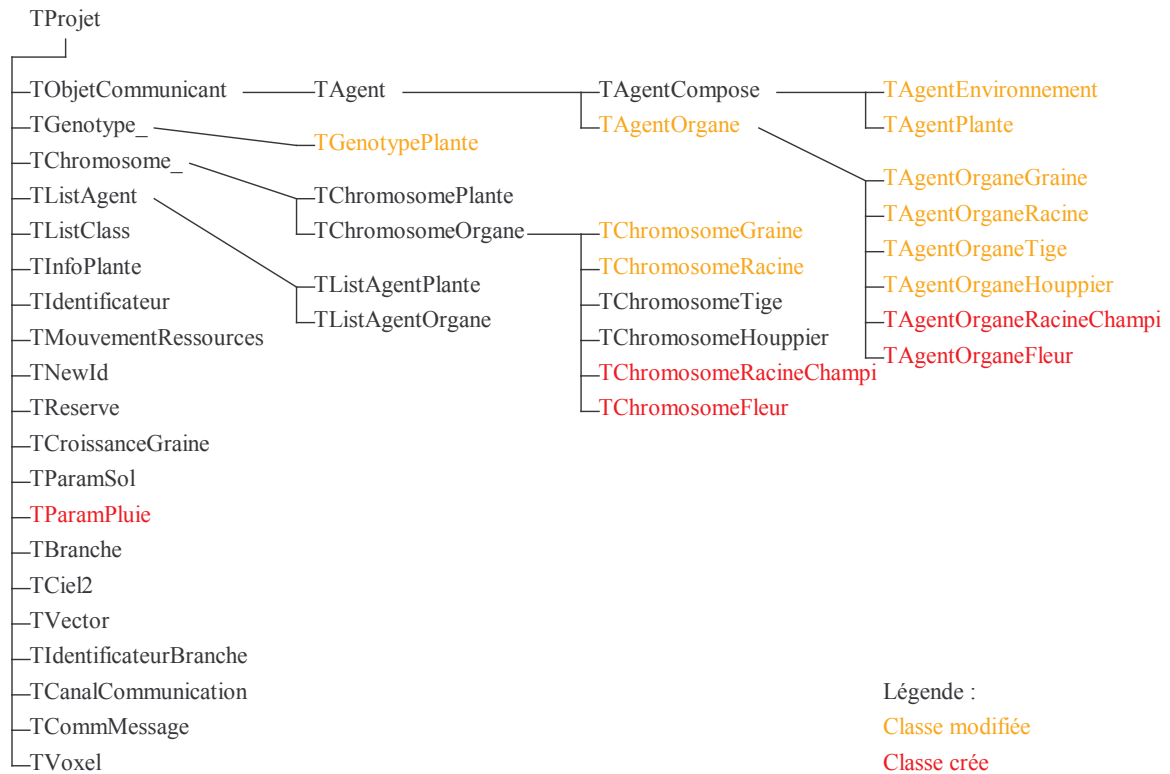 TProjet
TObjetCommunicant TAgent TAgentCompose TAgentEnvironnement
TGenotype_ TGenotypePlante TAgentOrgane TAgentPlante
TChromosome_ TAgentOrganeGraine
TListAgent TChromosomePlante TAgentOrganeRacine
TListClass TChromosomeOrgane TChromosomeGraine TAgentOrganeTige
TInfoPlante TChromosomeRacine TAgentOrganeHouppier
TIdentificateur TListAgentPlante TChromosomeTige TAgentOrganeRacineChampi
TMouvementRessources TListAgentOrgane TChromosomeHouppier TAgentOrganeFleur
TNewId TChromosomeRacineChampi
TReserve TChromosomeFleur
TCroissanceGraine
TParamSol
TParamPluie
TBranche
TCiel2
TVector
TIdentificateurBranche
TCanalCommunication Légende :
TCommMessage Classe modifiée
TVoxel Classe crée